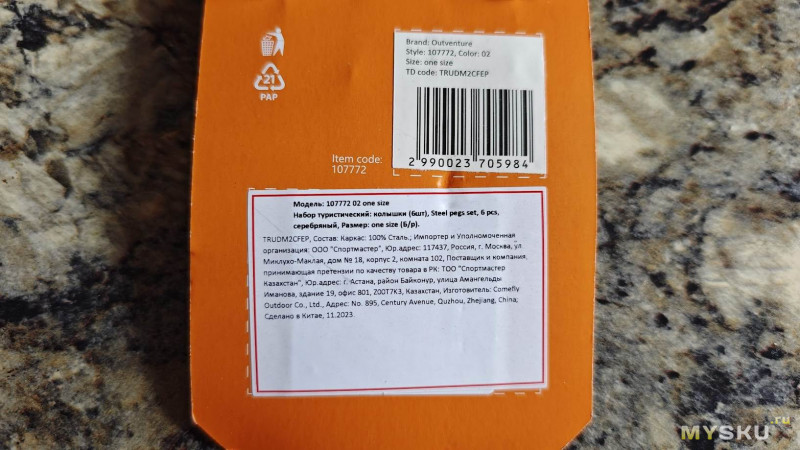 Brand: Outventure
Style: 107772, Color: 02
Size: one size
TD code: TRUDM2CFEP
21
PAP
Item code:
107772
2 990023 705984
Модель: 107772 02 one size
Набор туристический: колышки (6шт), Steel pegs set, 6 pcs,
серебряный, Размер: one size (Б/р).
TRUDM2CFEP, Состав: Каркас: 100% Сталь.; Импортер и Уполномоченная
организация: ООО "Спортмастер", Юр.адрес: 117437, Россия, г. Москва, ул
Миклухо-Маклая, дом № 18, корпус 2, комната 102, Поставщик и компания,
принимающая претензии по качеству товара в РК: ТОО "Спортмастер
Казахстан", Юр.адрес: г. Астана, район Байконур, улица Амангельды
Иманова, здание 19, офис 801, Z00T7K3, Казахстан, Изготовитель: Comefly
Outdoor Co., Ltd., Адрес: No. 895, Century Avenue, Quzhou, Zhejiang, China;
Сделано в Китае, 11.2023.
MYSKU.ru